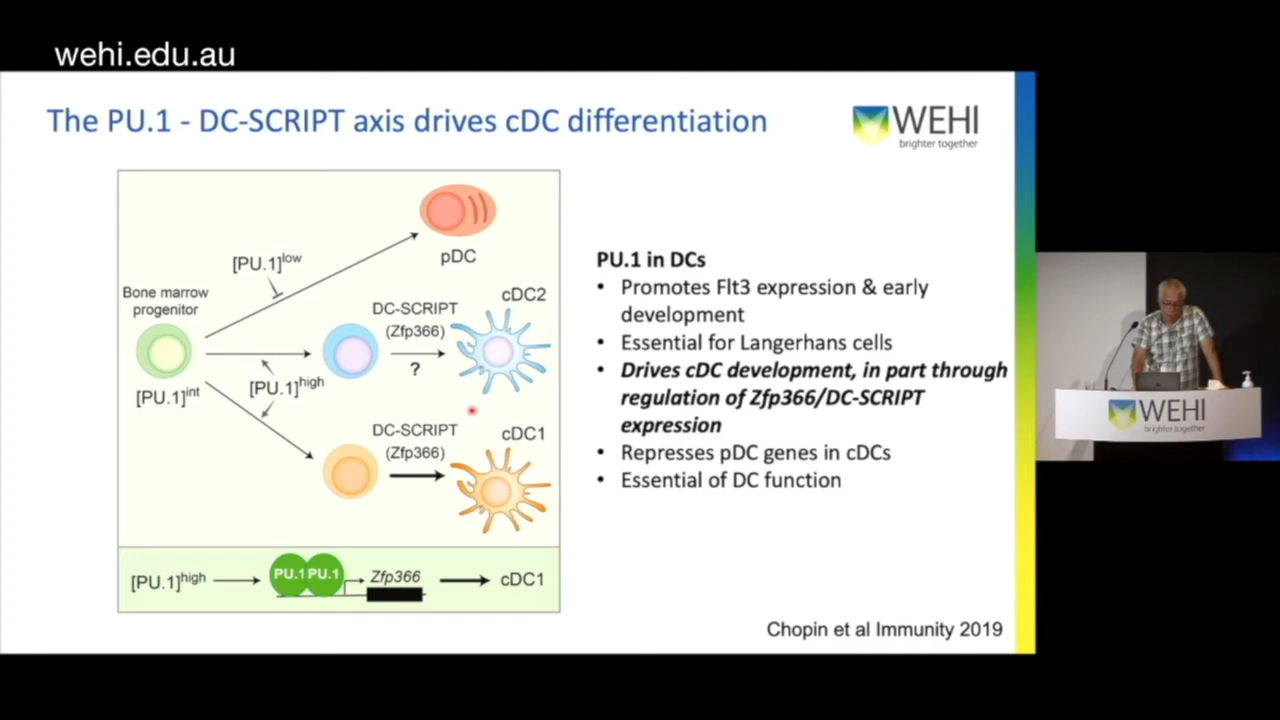 wehi.edu.au
The PU.1 - DC-SCRIPT axis drives cDC differentiation
WEHI
brighter together
pDC
[PU.1]low
Bone marrow
progenitor
[PU.1]int
DC-SCRIPT
(Zfp366)
?
cDC2
[PU.1]high
DC-SCRIPT
(Zfp366)
cDC1
[PU.1]high
PU.1 PU.1
Zfp366
cDC1
PU.1 in DCs
• Promotes Flt3 expression & early
development
• Essential for Langerhans cells
• Drives cDC development, in part through
regulation of Zfp366/DC-SCRIPT
expression
• Represses pDC genes in cDCs
• Essential of DC function
Chopin et al Immunity 2019
WEHI
brighter together